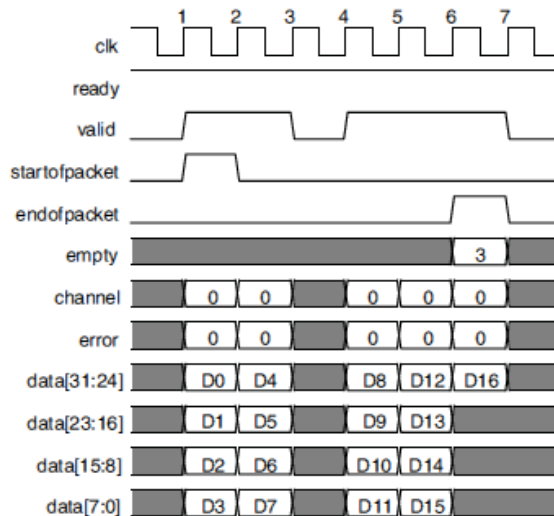 1 2 3 4 5 6 7
clk
ready
valid
startofpacket
endofpacket
empty 3
channel 0 0 0 0 0
error 0 0 0 0 0
data[31:24] D0 D4 D8 D12 D16
data[23:16] D1 D5 D9 D13
data[15:8] D2 D6 D10 D14
data[7:0] D3 D7 D11 D15